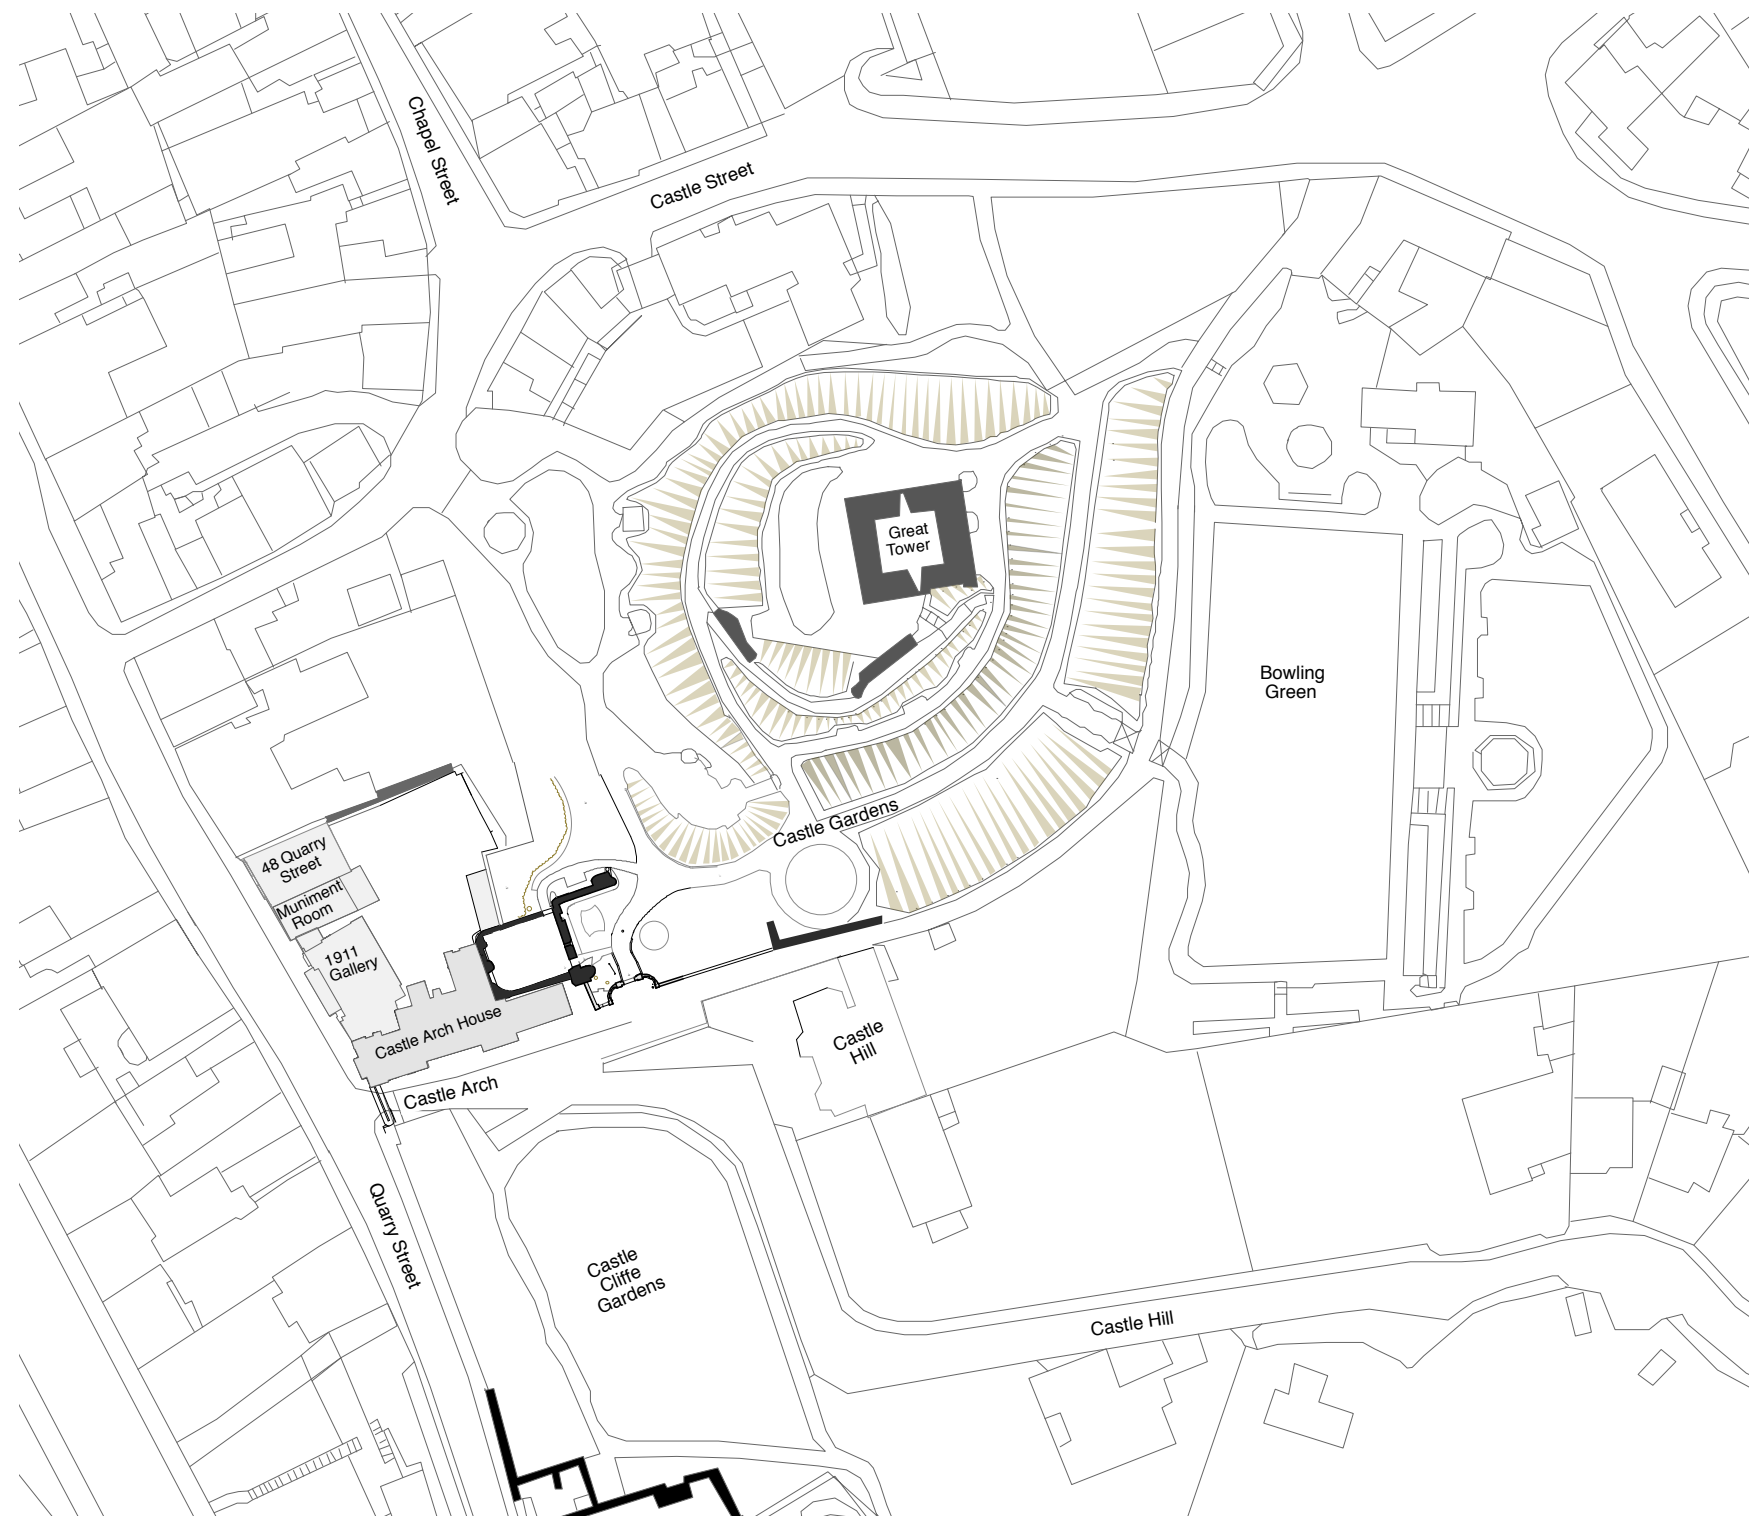 Chapel Street
Castle Street
Great
Tower
Bowling
Green
Castle Gardens
48 Quarry
Street
Muniment
Room
1911
Gallery
Castle Arch House
Castle
Hill
Castle Arch
Quarry Street
Castle
Cliffe
Gardens
Castle Hill